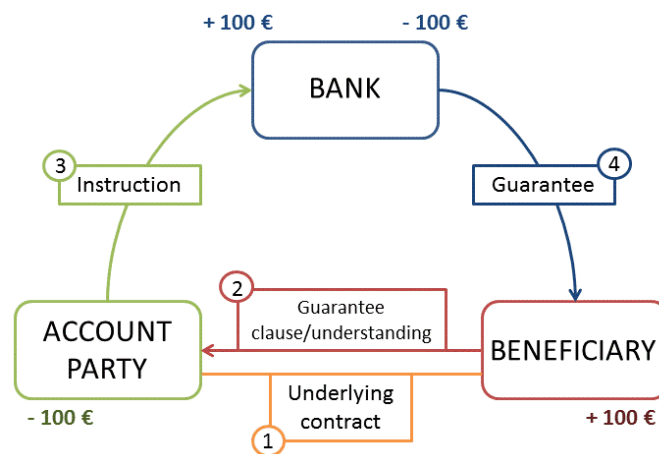 + 100 € - 100 €
BANK
3
Instruction
4
Guarantee
2
Guarantee
clause/understanding
ACCOUNT
PARTY
BENEFICIARY
Underlying
contract
1
- 100 €
+ 100 €